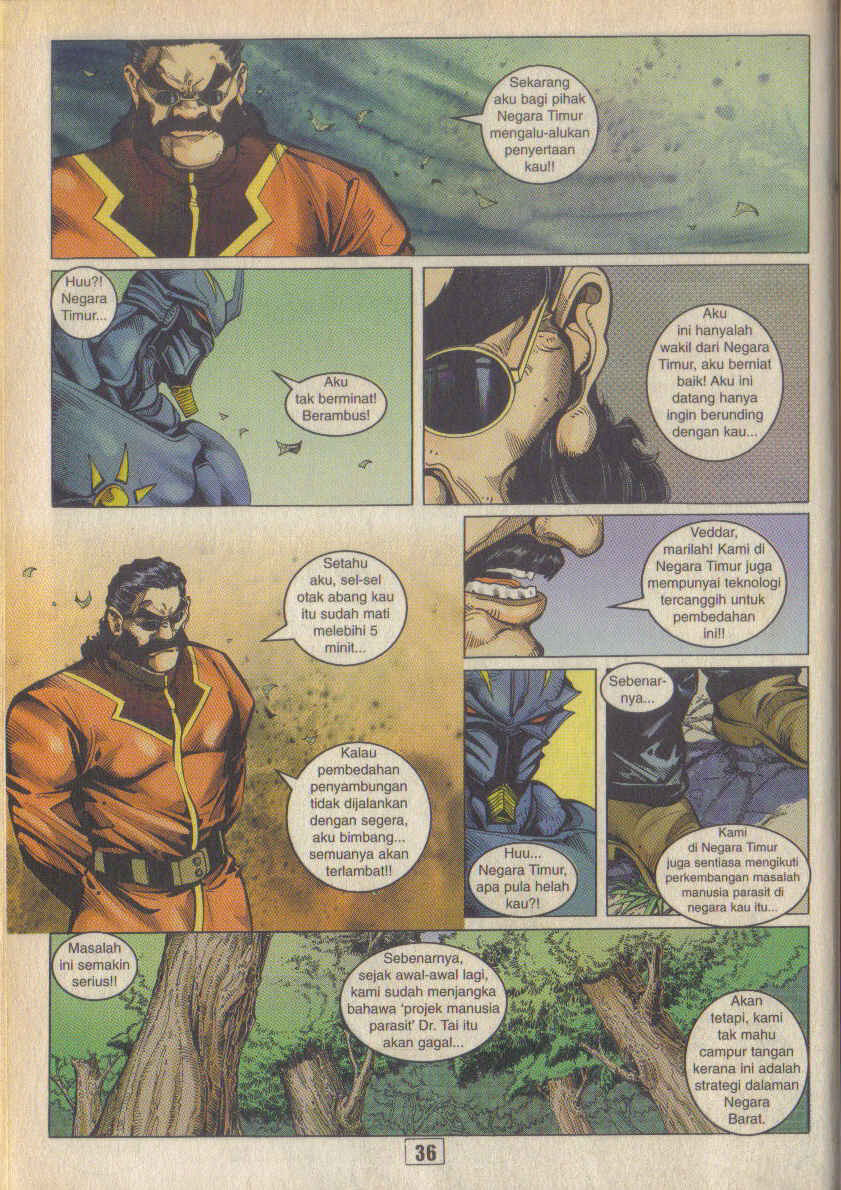 Sekarang
aku bagi pihak
Negara Timur
mengalu-alukan
penyertaan
kau!!
Huu?!
Negara
Timur...
Aku
tak berminat!
Berambus!
Aku
ini hanyalah
wakil dari Negara
Timur, aku berniat
baik! Aku ini
datang hanya
ingin berunding
dengan kau...
Setahu
aku, sel-sel
otak abang kau
itu sudah mati
melebihi 5
minit...
Kalau
pembedahan
penyambungan
tidak dijalankan
dengan segera,
aku bimbang...
semuanya akan
terlambat!!
Veddar,
marilah! Kami di
Negara Timur juga
mempunyai teknologi
tercanggih untuk
pembedahan
ini!!
Huu...
Negara Timur,
apa pula helah
kau?!
Sebenar-
nya...
Kami
di Negara Timur
juga sentiasa mengikuti
perkembangan masalah
manusia parasit di
negara kau itu...
Masalah
ini semakin
serius!!
Sebenarnya,
sejak awal-awal lagi,
kami sudah menjangka
bahawa ‘projek manusia
parasit’ Dr. Tai itu
akan gagal...
Akan
tetapi, kami
tak mahu
campur tangan
kerana ini adalah
strategi dalaman
Negara
Barat.
36